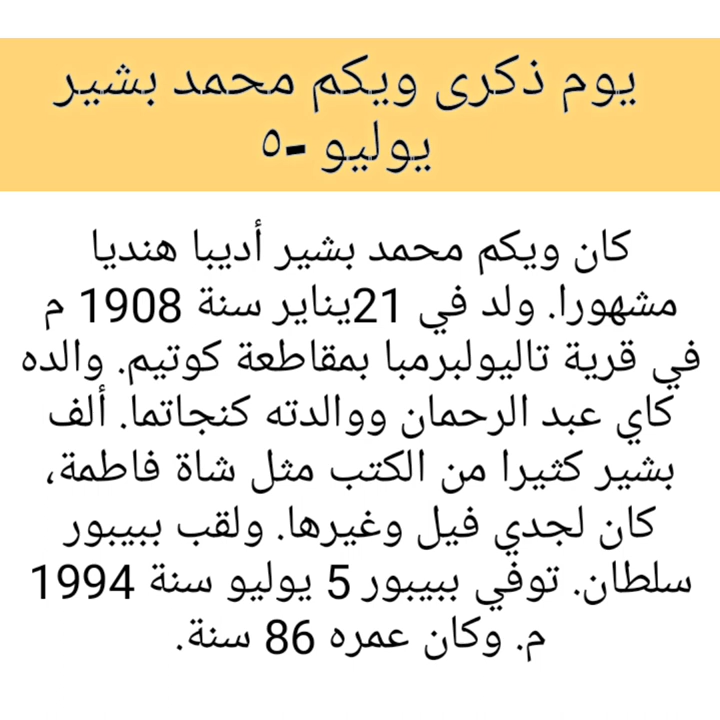 يوم ذكرى ويكم محمد بشير
يوليو -٥
كان ويكم محمد بشير أديبا هنديا
مشهورا. ولد في 21يناير سنة 1908 م
في قرية تاليولبرمبا بمقاطعة كوتيم. والده
كاي عبد الرحمان ووالدته كنجاتما. ألف
بشير كثيرا من الكتب مثل شاة فاطمة،
كان لجدي فيل وغيرها. ولقب ببيبور
سلطان. توفي ببيبور 5 يوليو سنة 1994
م. وكان عمره 86 سنة.